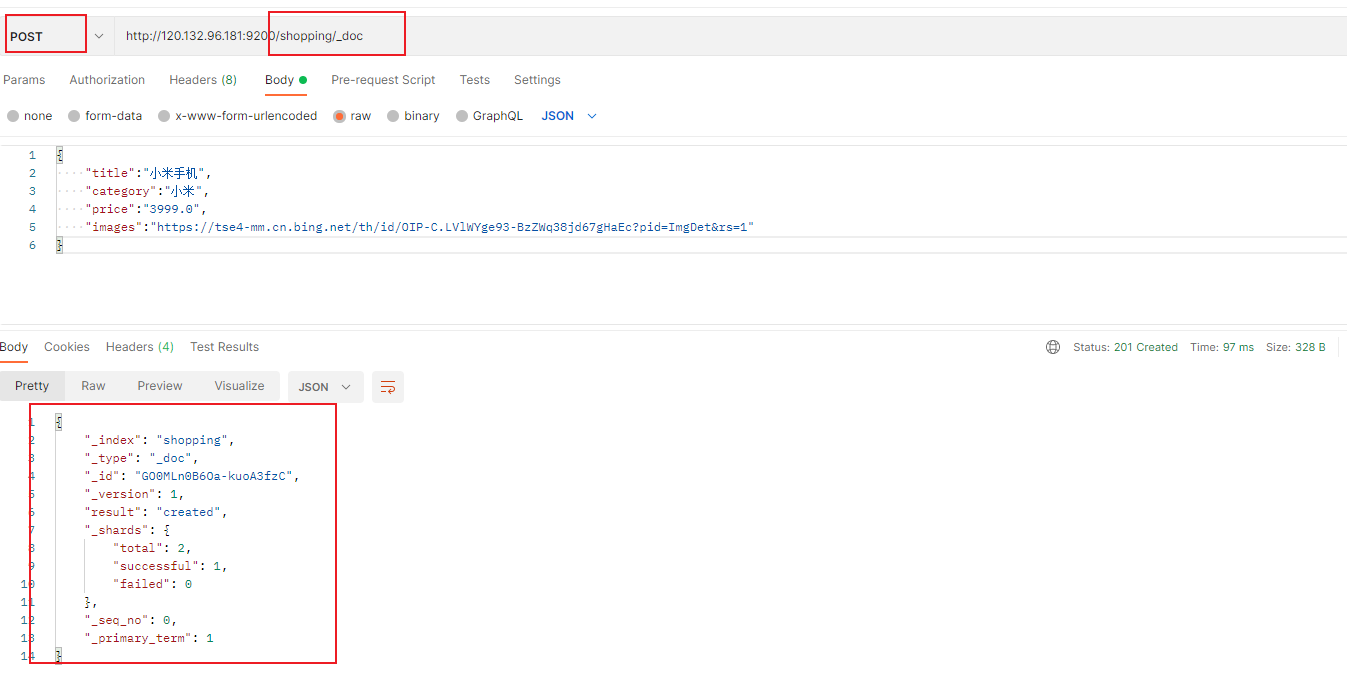 POST http://120.132.96.181:9200/shopping/_doc
Params Authorization Headers (8) Body Pre-request Script Tests Settings
none form-data x-www-form-urlencoded raw binary GraphQL JSON
1 {
2 ····"title":"小米手机",
3 ····"category":"小米",
4 ····"price":"3999.0",
5 ····"images":"https://tse4-mm.cn.bing.net/th/id/OIP-C.LVlWYge93-BzZWq38jd67gHaEc?pid=ImgDet&rs=1"
6 }
Body Cookies Headers (4) Test Results Status: 201 Created Time: 97 ms Size: 328 B
Pretty Raw Preview Visualize JSON
1 {
2 "_index": "shopping",
3 "_type": "_doc",
4 "_id": "GO0MLn0B6Oa-kuoA3fzC",
5 "_version": 1,
6 "result": "created",
7 "_shards": {
8 "total": 2,
9 "successful": 1,
10 "failed": 0
11 },
12 "_seq_no": 0,
13 "_primary_term": 1
14 }